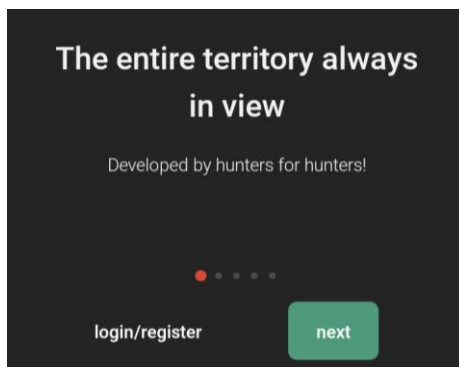 The entire territory always
in view
Developed by hunters for hunters!
login/register
next